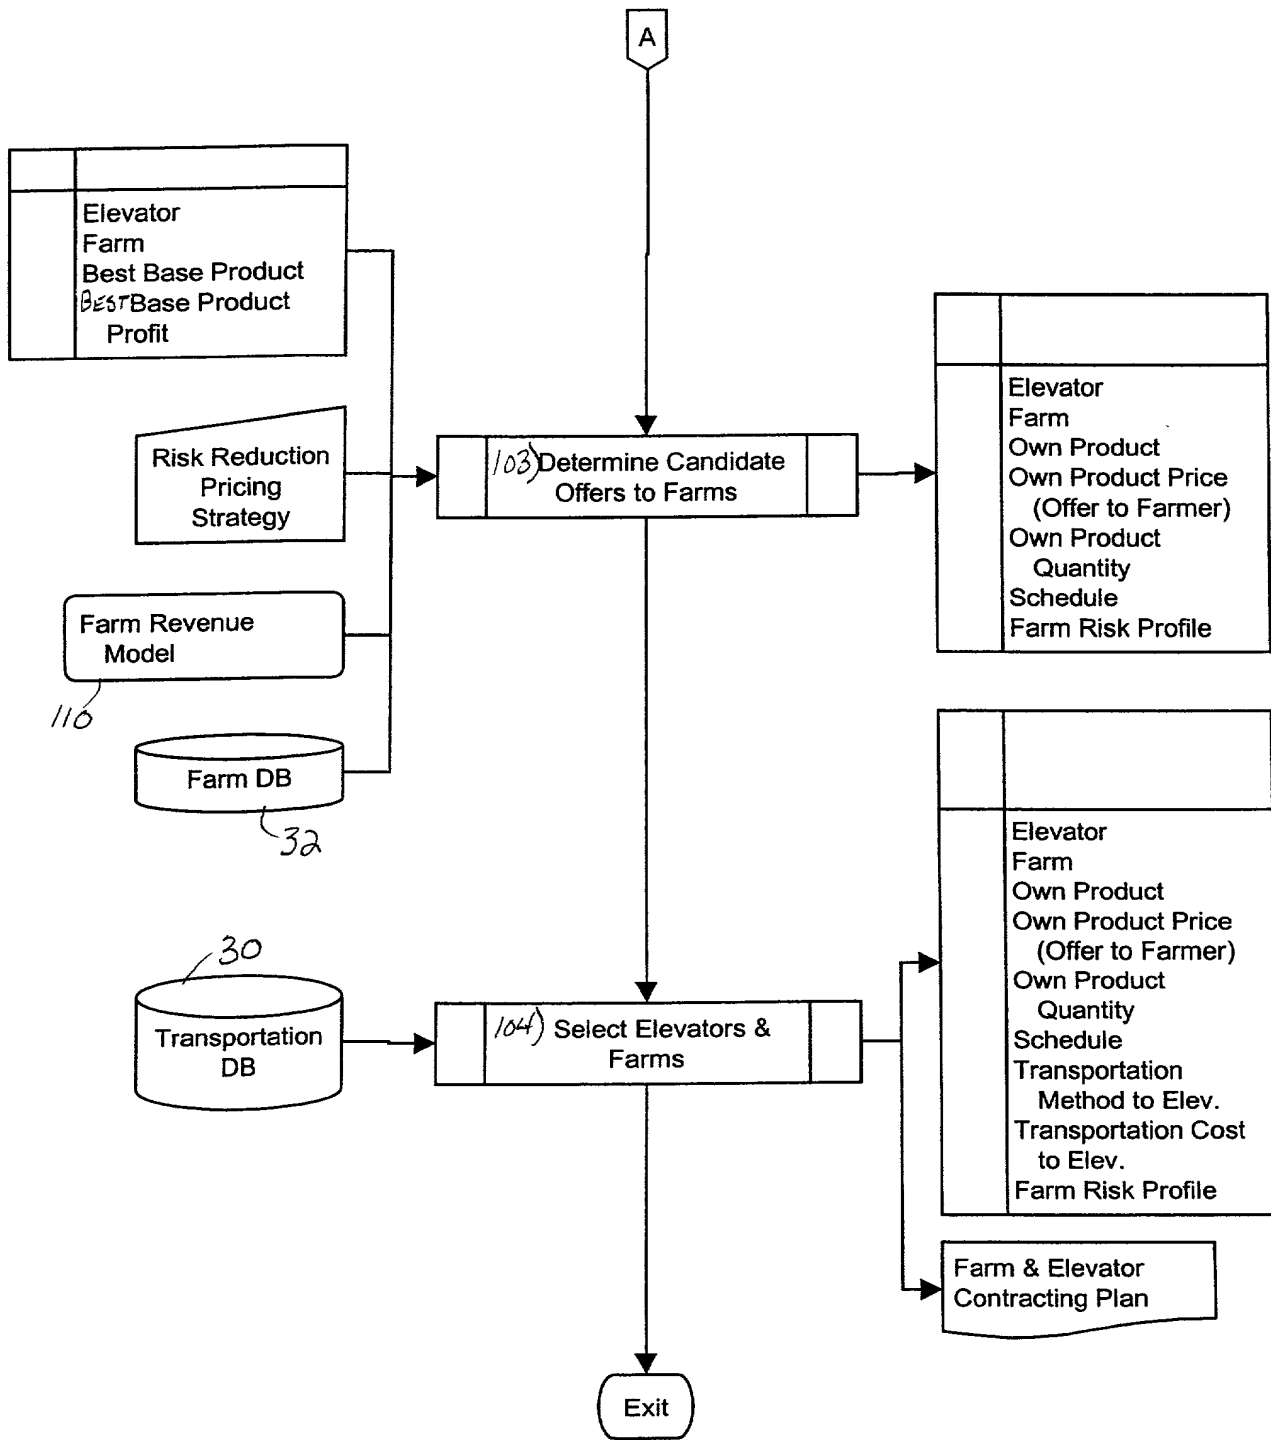 A
Elevator
Farm
Best Base Product
BEST Base Product
Profit
Risk Reduction
Pricing
Strategy
Farm Revenue
Model
110
Farm DB
32
103) Determine Candidate
Offers to Farms
Elevator
Farm
Own Product
Own Product Price
(Offer to Farmer)
Own Product
Quantity
Schedule
Farm Risk Profile
30
Transportation
DB
104) Select Elevators &
Farms
Elevator
Farm
Own Product
Own Product Price
(Offer to Farmer)
Own Product
Quantity
Schedule
Transportation
Method to Elev.
Transportation Cost
to Elev.
Farm Risk Profile
Farm & Elevator
Contracting Plan
Exit